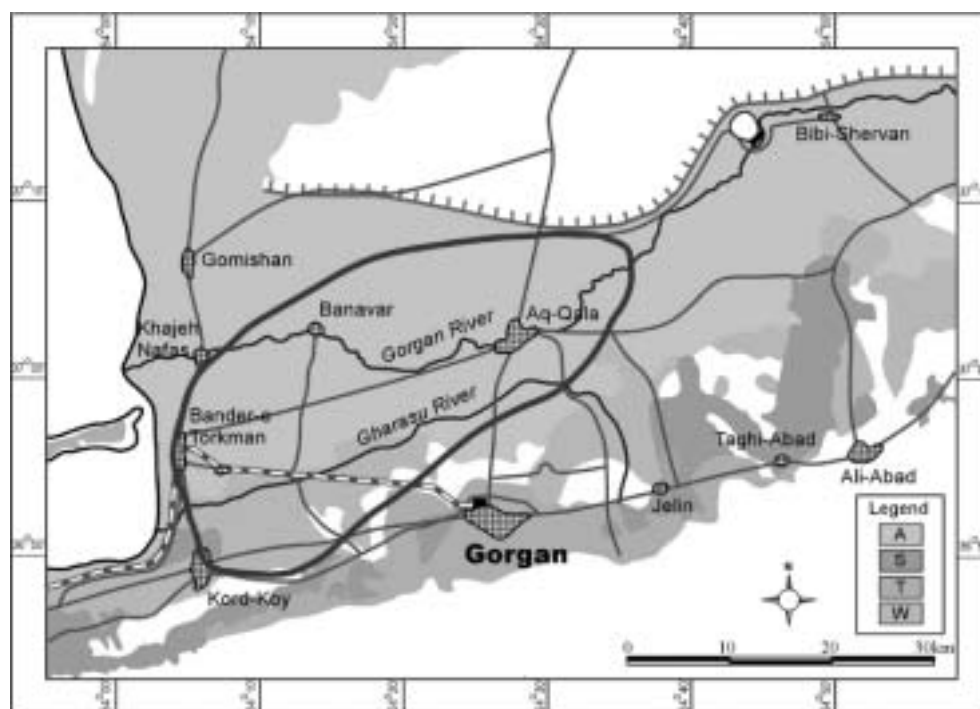 Bibi-Shervan
Gomishan
Banavar
Khajeh
Nafas
Gorgan River
Aq-Qala
Bander-e
Torkman
Gharasu River
Taghi-Abad
Ali-Abad
Jelin
Gorgan
Kord-Koy
Legend
A
S
T
W
0 10 20 30km